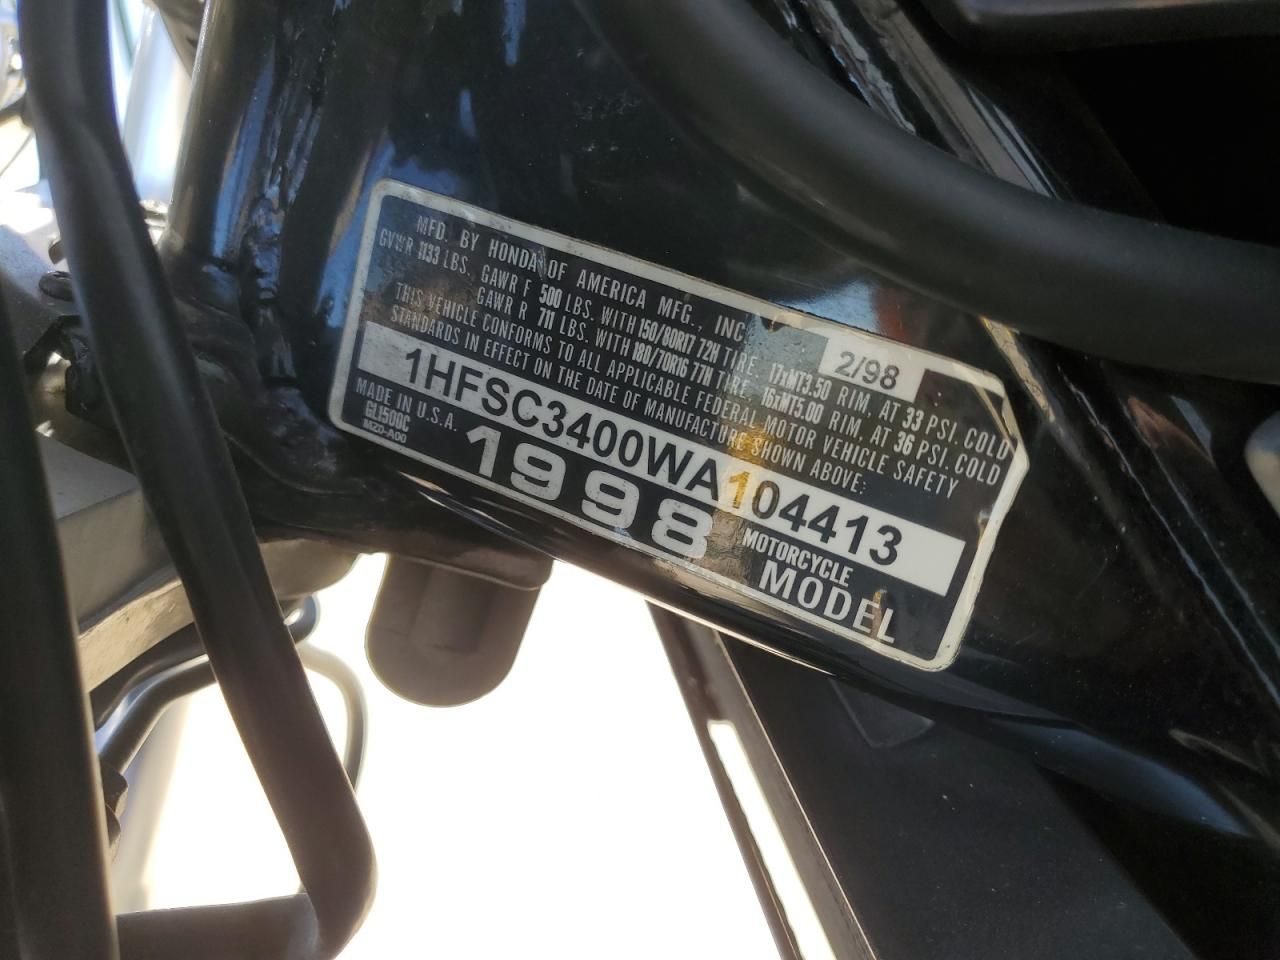 MFD. BY HONDA OF AMERICA MFG., INC. 2/98
GVWR 1133 LBS. GAWR F 500 LBS. WITH 150/80R17 72H TIRE, 17xMT3.50 RIM, AT 33 PSI. COLD
GAWR R 711 LBS. WITH 180/70R16 77H TIRE, 16xMT5.00 RIM, AT 36 PSI. COLD
THIS VEHICLE CONFORMS TO ALL APPLICABLE FEDERAL MOTOR VEHICLE SAFETY
STANDARDS IN EFFECT ON THE DATE OF MANUFACTURE SHOWN ABOVE:
1HFSC3400WA104413
MADE IN U.S.A. MOTORCYCLE
GL1500C 1998 MODEL
MZ0-A00